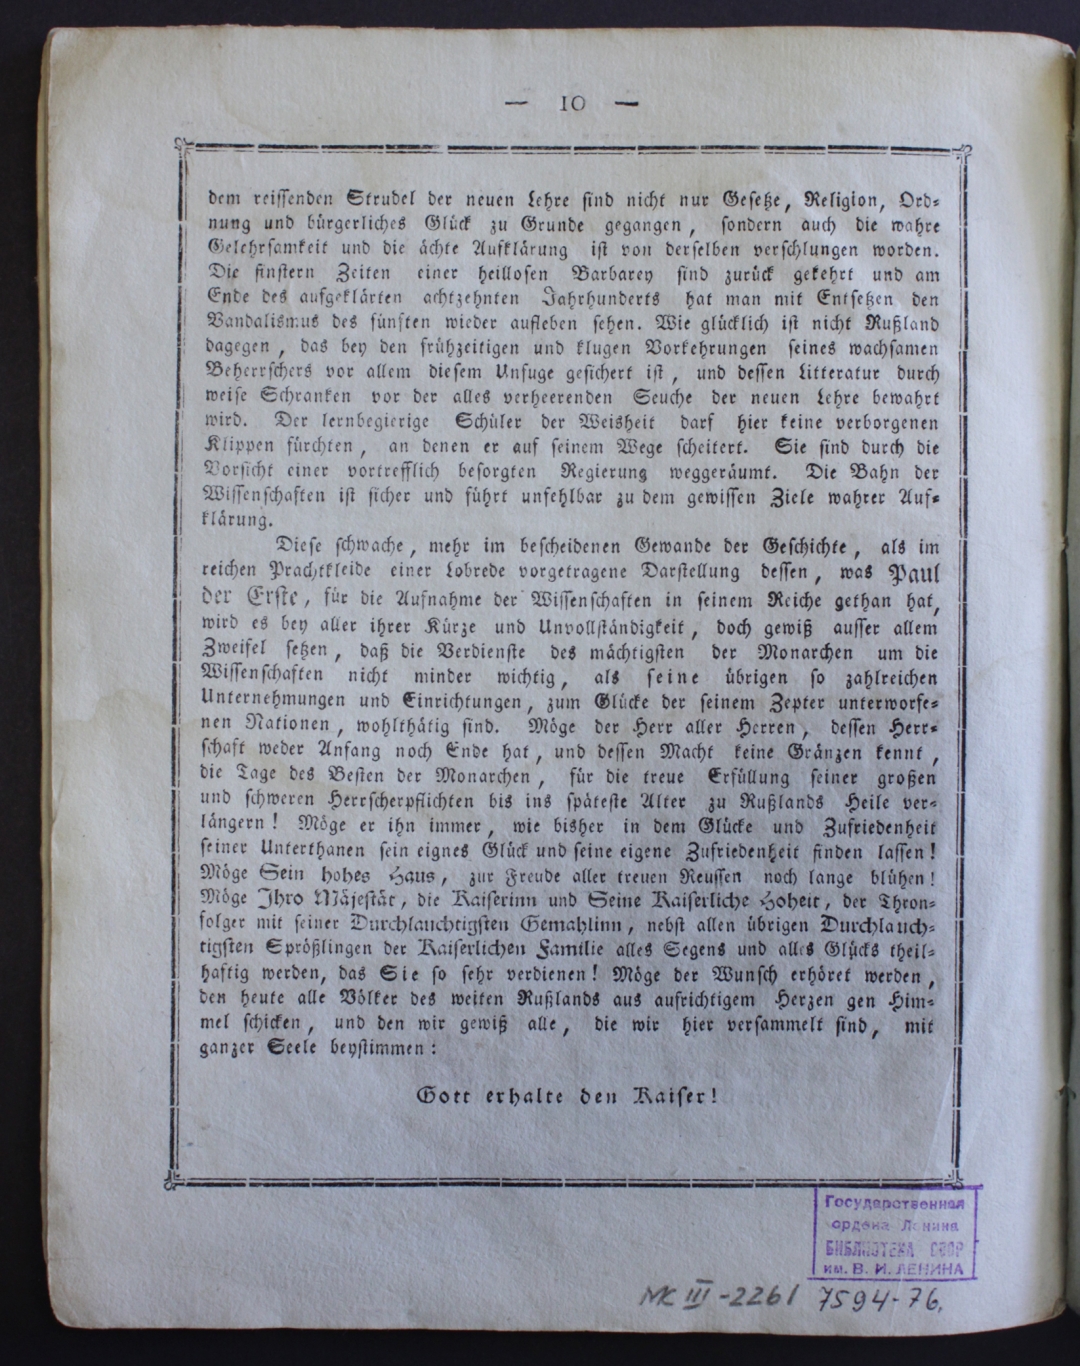 — 10 —
dem reissenden Strudel der neuen Lehre sind nicht nur Gesetze, Religion, Ord-
nung und bürgerliches Glück zu Grunde gegangen, sondern auch die wahre
Gelehrsamkeit und die ächte Aufklärung ist von derselben verschlungen worden.
Die finstern Zeiten einer heillosen Barbarey sind zurück gekehrt und am
Ende des aufgeklärten achtzehnten Jahrhunderts hat man mit Entsetzen den
Vandalismus des fünften wieder aufleben sehen. Wie glücklich ist nicht Rußland
dagegen, das bey den frühzeitigen und klugen Vorkehrungen seines wachsamen
Beherrschers vor allem diesem Unfuge gesichert ist, und dessen Litteratur durch
weise Schranken vor der alles verheerenden Seuche der neuen Lehre bewahrt
wird. Der lernbegierige Schüler der Weisheit darf hier keine verborgenen
Klippen fürchten, an denen er auf seinem Wege scheitert. Sie sind durch die
Vorsicht einer vortrefflich besorgten Regierung weggeräumt. Die Bahn der
Wissenschaften ist sicher und führt unfehlbar zu dem gewissen Ziele wahrer Auf-
klärung.
Diese schwache, mehr im bescheidenen Gewande der Geschichte, als im
reichen Prachtkleide einer Lobrede vorgetragene Darstellung dessen, was Paul
der Erste, für die Aufnahme der Wissenschaften in seinem Reiche gethan hat,
wird es bey aller ihrer Kürze und Unvollständigkeit, doch gewiß ausser allem
Zweifel setzen, daß die Verdienste des mächtigsten der Monarchen um die
Wissenschaften nicht minder wichtig, als seine übrigen so zahlreichen
Unternehmungen und Einrichtungen, zum Glücke der seinem Zepter unterworfe-
nen Nationen, wohlthätig sind. Möge der Herr aller Herren, dessen Herr-
schaft weder Anfang noch Ende hat, und dessen Macht keine Gränzen kennt,
die Tage des Besten der Monarchen, für die treue Erfüllung seiner großen
und schweren Herrscherpflichten bis ins späteste Alter zu Rußlands Heile ver-
längern! Möge er ihn immer, wie bisher in dem Glücke und Zufriedenheit
seiner Unterthanen sein eignes Glück und seine eigene Zufriedenheit finden lassen!
Möge Sein hohes Haus, zur Freude aller treuen Reussen noch lange blühen!
Möge Ihro Majestät, die Kaiserinn und Seine Kaiserliche Hoheit, der Thron-
folger mit seiner Durchlauchtigsten Gemahlinn, nebst allen übrigen Durchlauch-
tigsten Sprößlingen der Kaiserlichen Familie alles Segens und alles Glücks theil-
haftig werden, das Sie so sehr verdienen! Möge der Wunsch erhöret werden,
den heute alle Völker des weiten Rußlands aus aufrichtigem Herzen gen Him-
mel schicken, und den wir gewiß alle, die wir hier versammelt sind, mit
ganzer Seele beystimmen:
Gott erhalte den Kaiser!
Государственная
ордена Ленина
БИБЛИОТЕКА СССР
им. В. И. ЛЕНИНА
МК III-2261 7594-76.